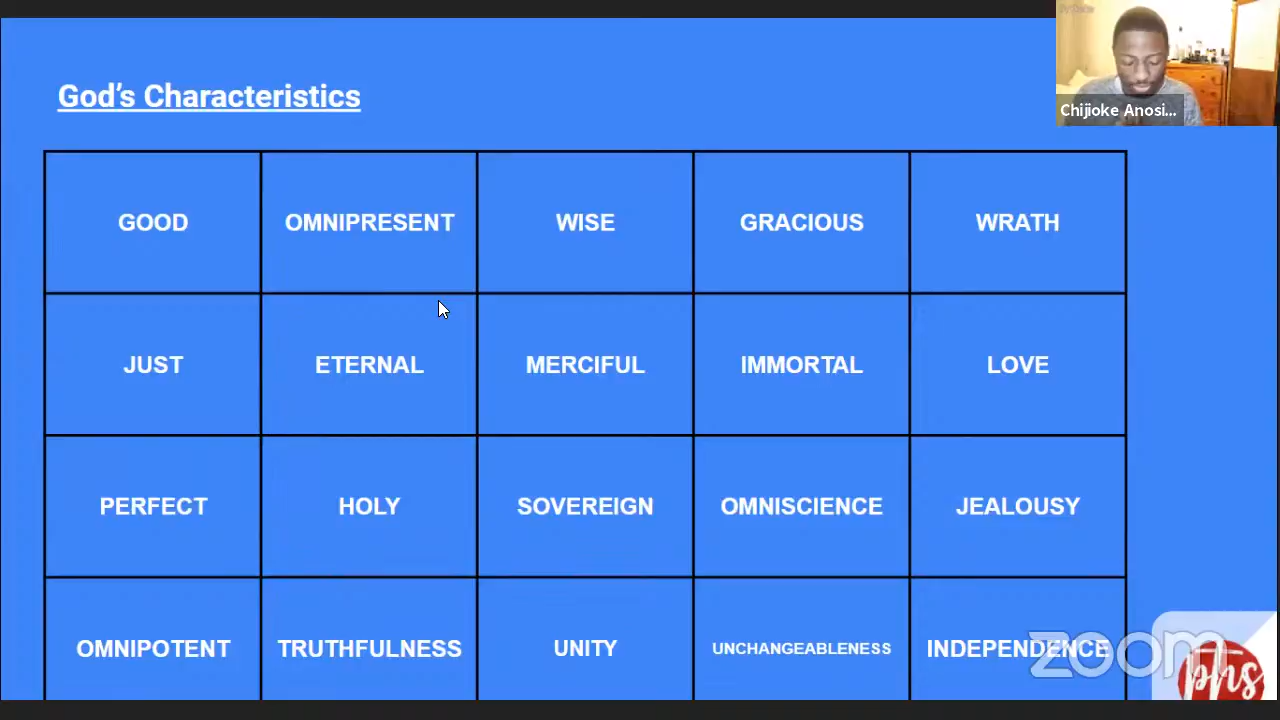 God's Characteristics
Chijioke Anosi...
GOOD OMNIPRESENT WISE GRACIOUS WRATH
JUST ETERNAL MERCIFUL IMMORTAL LOVE
PERFECT HOLY SOVEREIGN OMNISCIENCE JEALOUSY
OMNIPOTENT TRUTHFULNESS UNITY UNCHANGEABLENESS INDEPENDENCE
zoom
phs